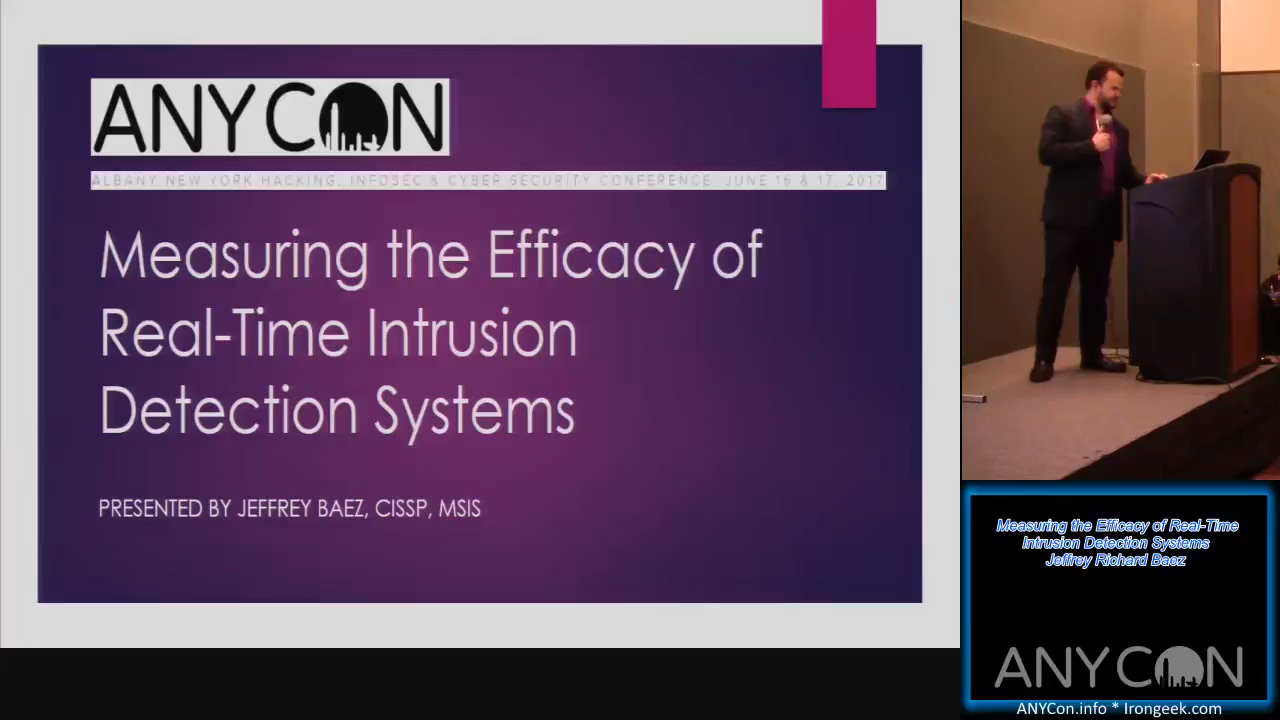 ANYCON
ALBANY NEW YORK HACKING, INFOSEC & CYBER SECURITY CONFERENCE JUNE 16 & 17, 2017
Measuring the Efficacy of
Real-Time Intrusion
Detection Systems
PRESENTED BY JEFFREY BAEZ, CISSP, MSIS
Measuring the Efficacy of Real-Time
Intrusion Detection Systems
Jeffrey Richard Baez
ANYCON
ANYCon.info * Irongeek.com